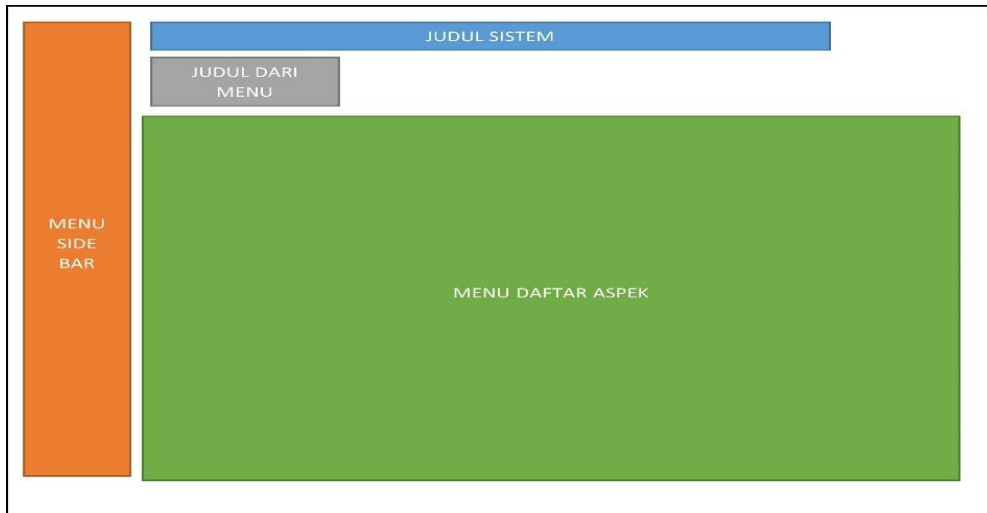 JUDUL SISTEM
JUDUL DARI
MENU
MENU
SIDE
BAR
MENU DAFTAR ASPEK